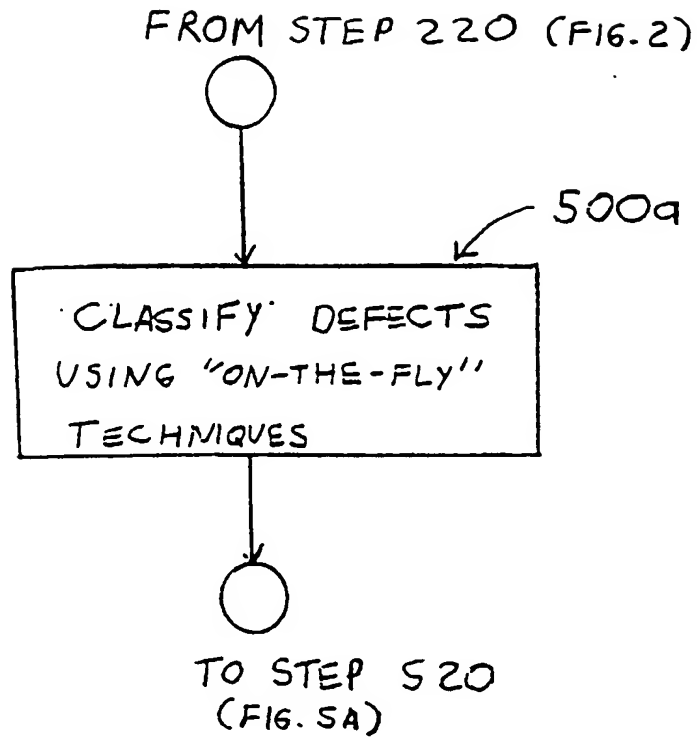 FROM STEP 220 (FIG. 2)
500a
CLASSIFY DEFECTS
USING "ON-THE-FLY"
TECHNIQUES
TO STEP 520
(FIG. 5A)